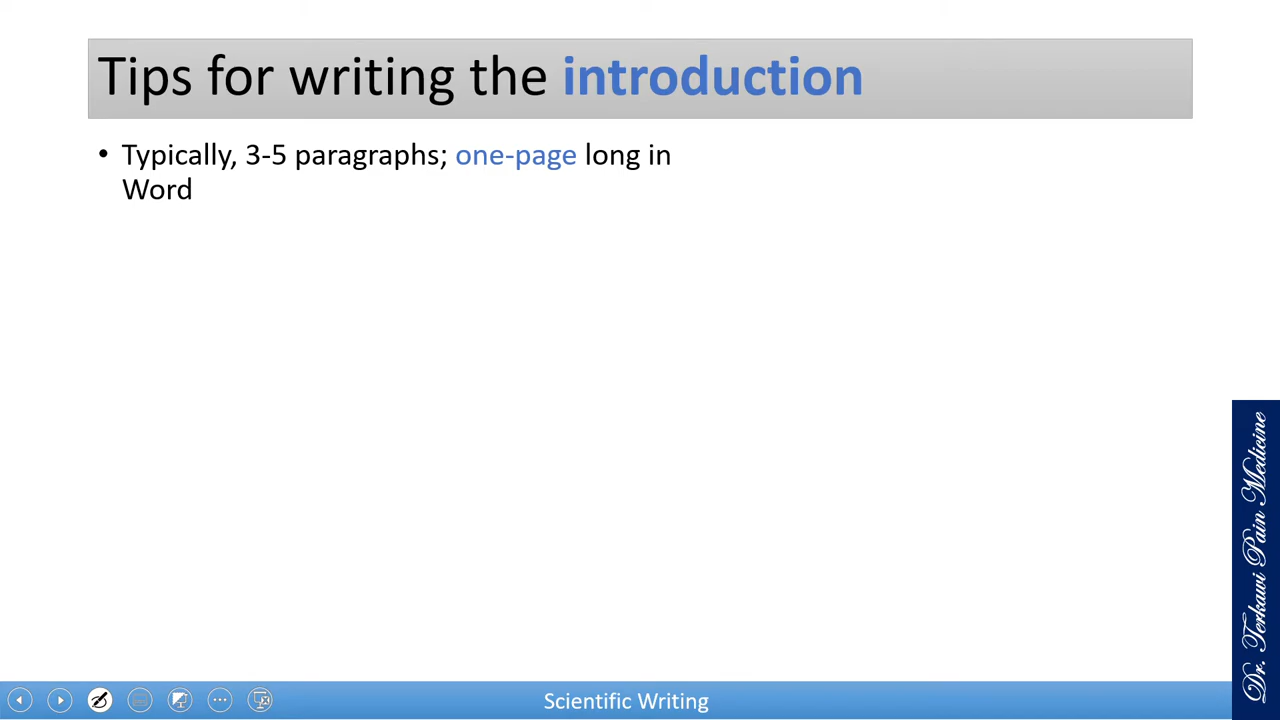 Tips for writing the introduction
• Typically, 3-5 paragraphs; one-page long in
Word
Dr. Terkawi Pain Medicine
Scientific Writing